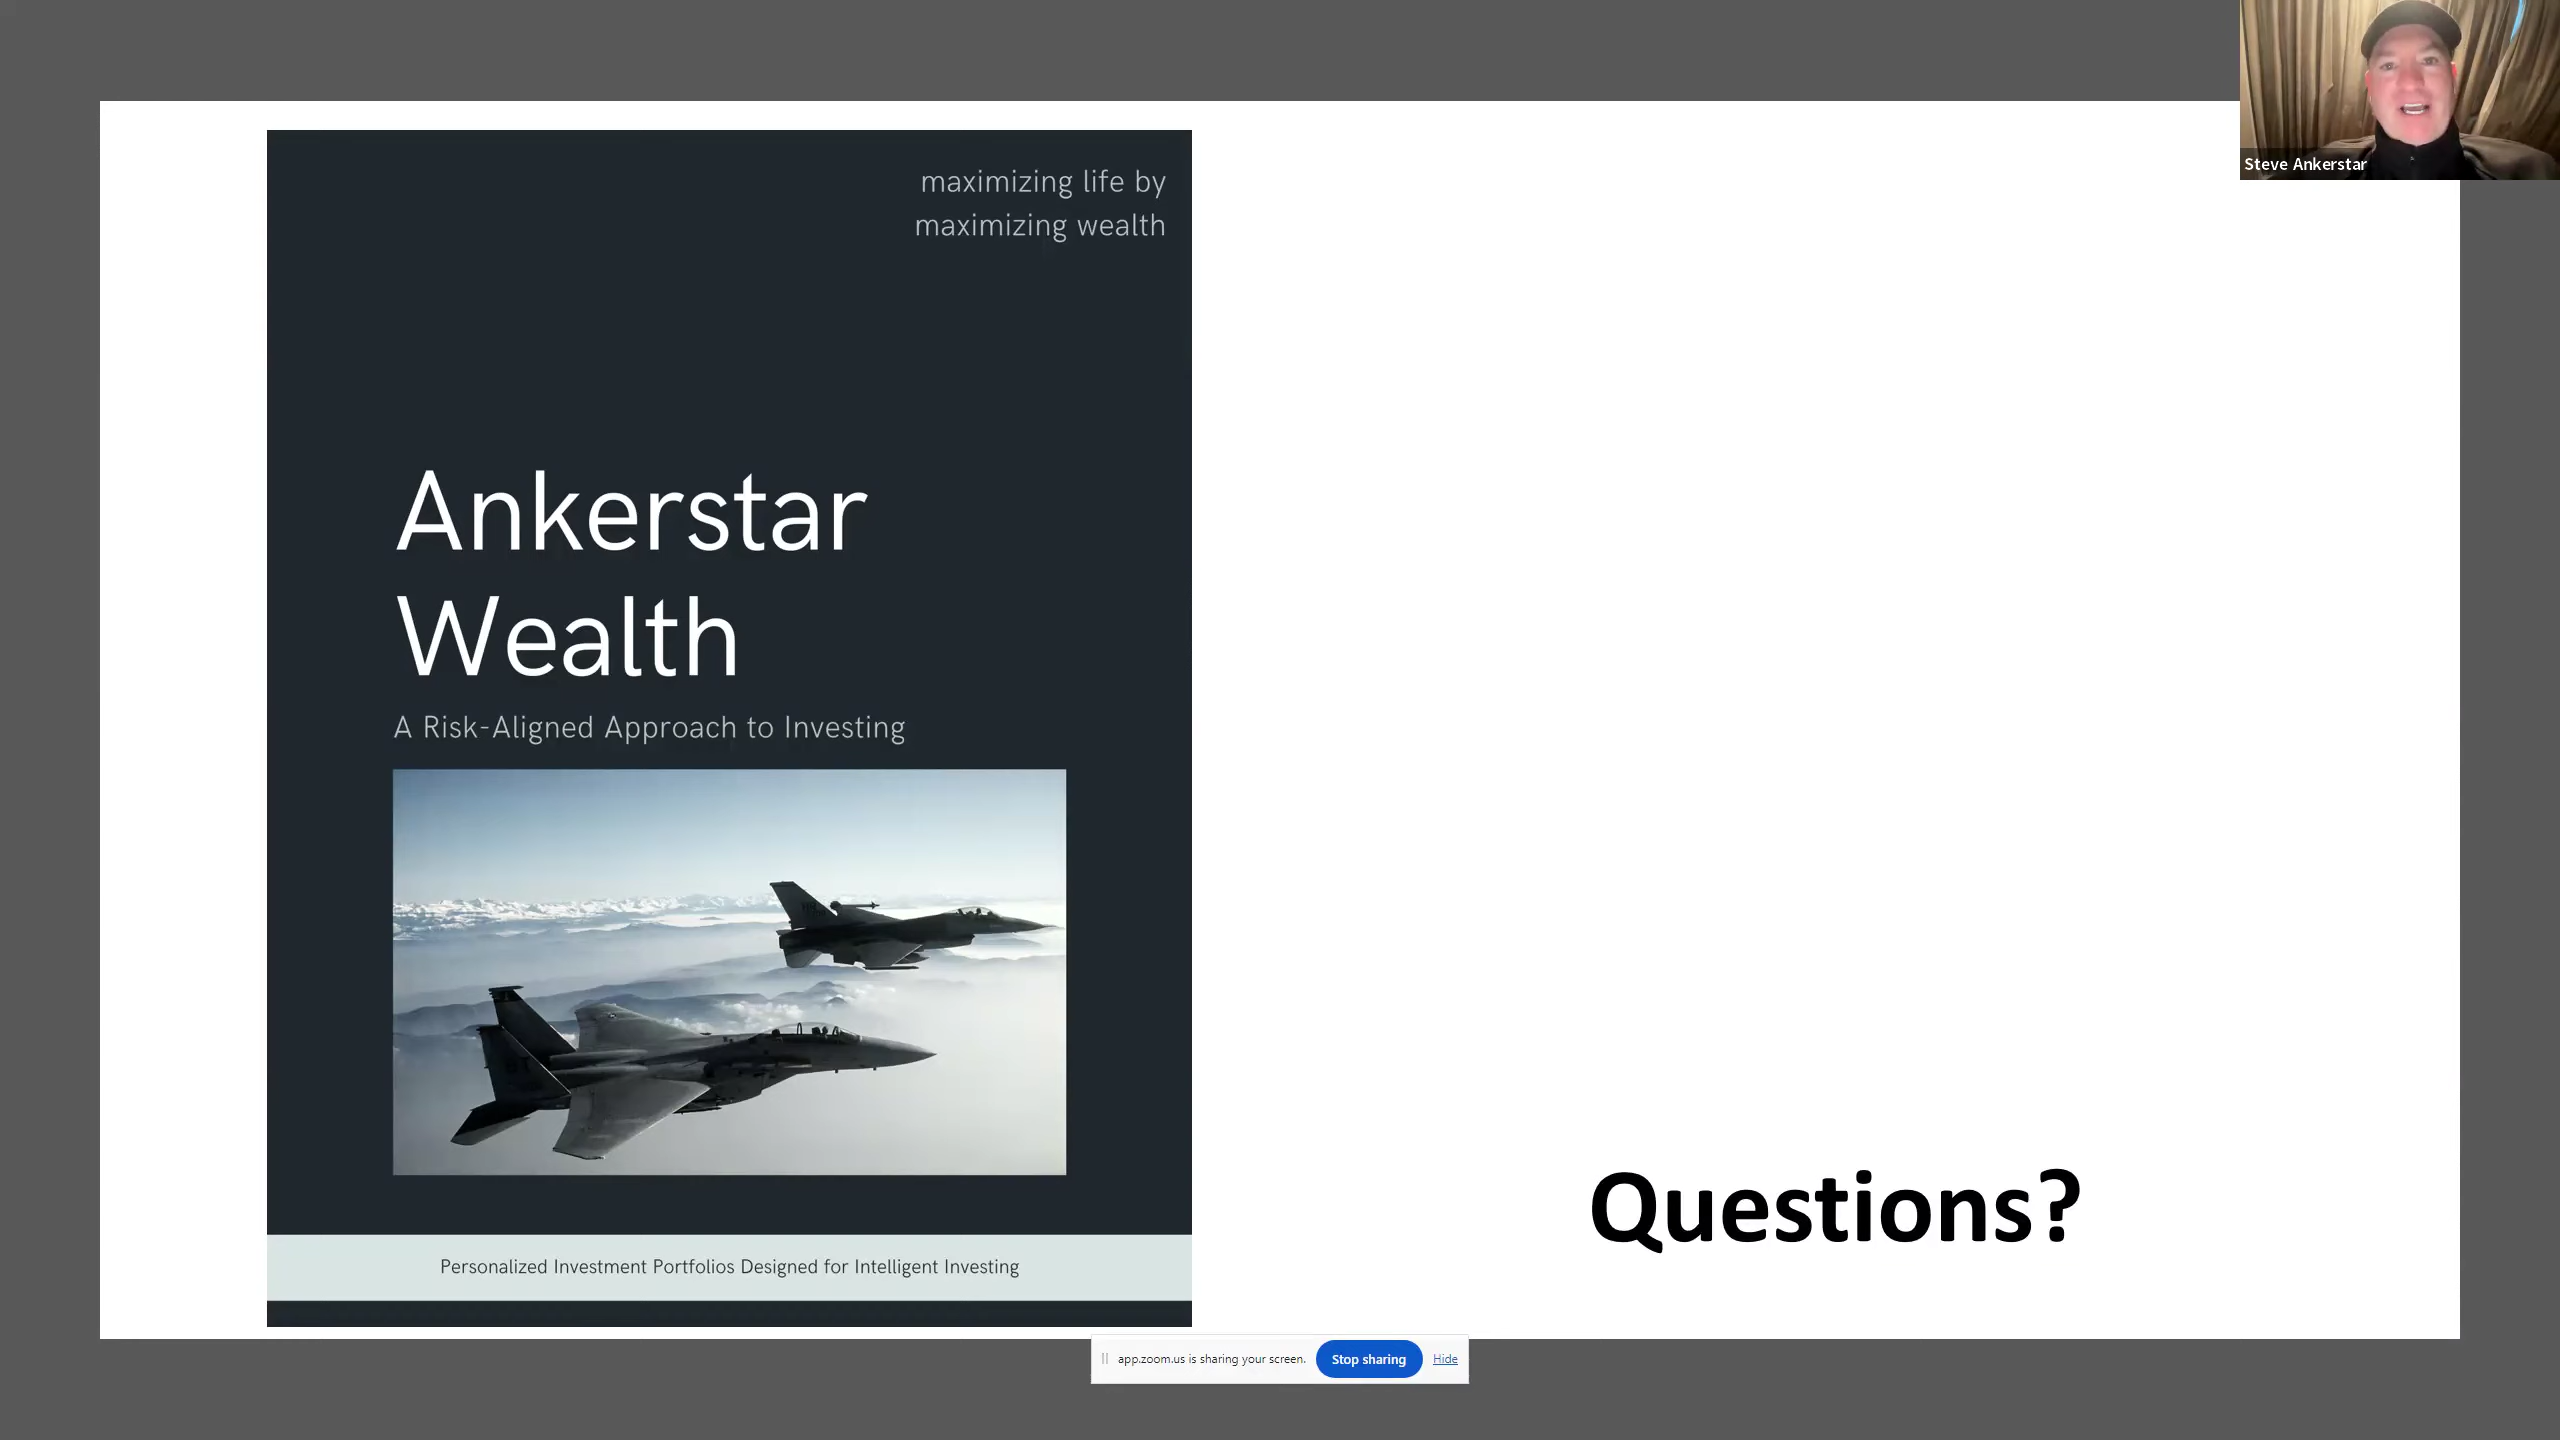 maximizing life by
maximizing wealth
Ankerstar
Wealth
A Risk-Aligned Approach to Investing
Personalized Investment Portfolios Designed for Intelligent Investing
Questions?
Steve Ankerstar
app.zoom.us is sharing your screen.
Stop sharing
Hide